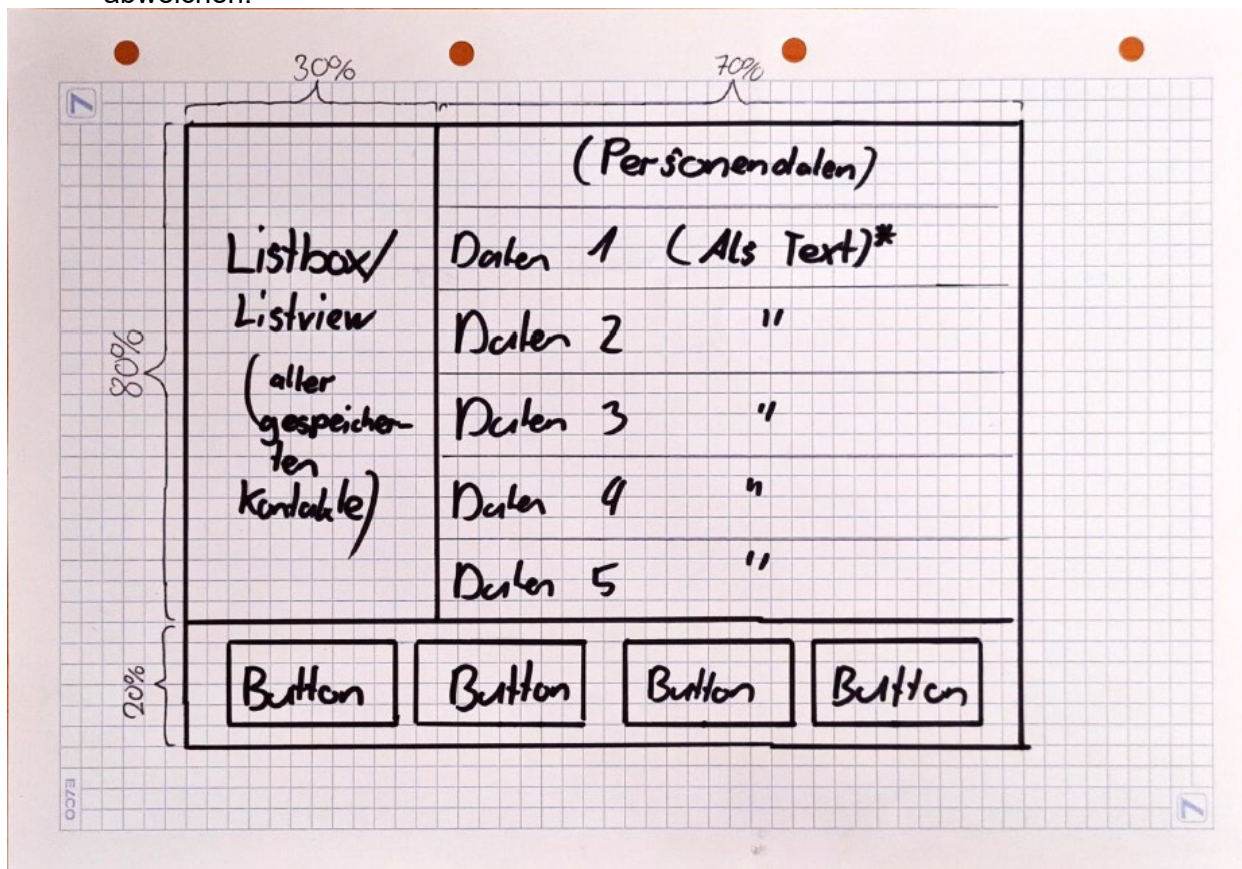 abweichen.
30% 70%
7
(Personendaten)
Listbox/
Listview
(aller
gespeicher-
ten
Kontakte)
Daten 1 (Als Text)*
Daten 2 "
Daten 3 "
Daten 4 "
Daten 5 "
80%
20%
Button Button Button Button
7